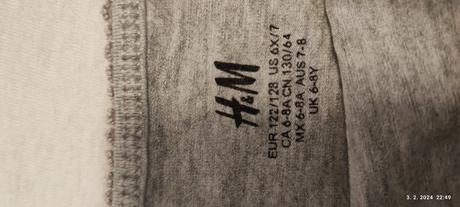 H&M
EUR 122/128 US 6X/7
CA 6-8A CN 130/64
MX 6-8A AUS 7-8
UK 6-8Y
3. 2. 2024 22:49